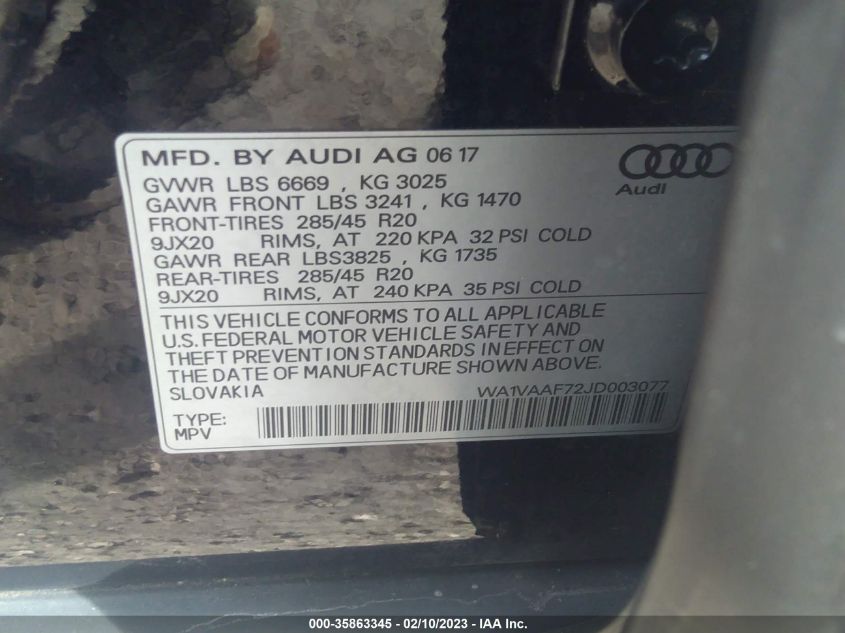 MFD. BY AUDI AG 06 17
Audi
GVWR LBS 6669 , KG 3025
GAWR FRONT LBS 3241 , KG 1470
FRONT-TIRES 285/45 R20
9JX20 RIMS, AT 220 KPA 32 PSI COLD
GAWR REAR LBS3825 , KG 1735
REAR-TIRES 285/45 R20
9JX20 RIMS, AT 240 KPA 35 PSI COLD
THIS VEHICLE CONFORMS TO ALL APPLICABLE
U.S. FEDERAL MOTOR VEHICLE SAFETY AND
THEFT PREVENTION STANDARDS IN EFFECT ON
THE DATE OF MANUFACTURE SHOWN ABOVE.
SLOVAKIA WA1VAAF72JD003077
TYPE:
MPV
000-35863345 - 02/10/2023 - IAA Inc.